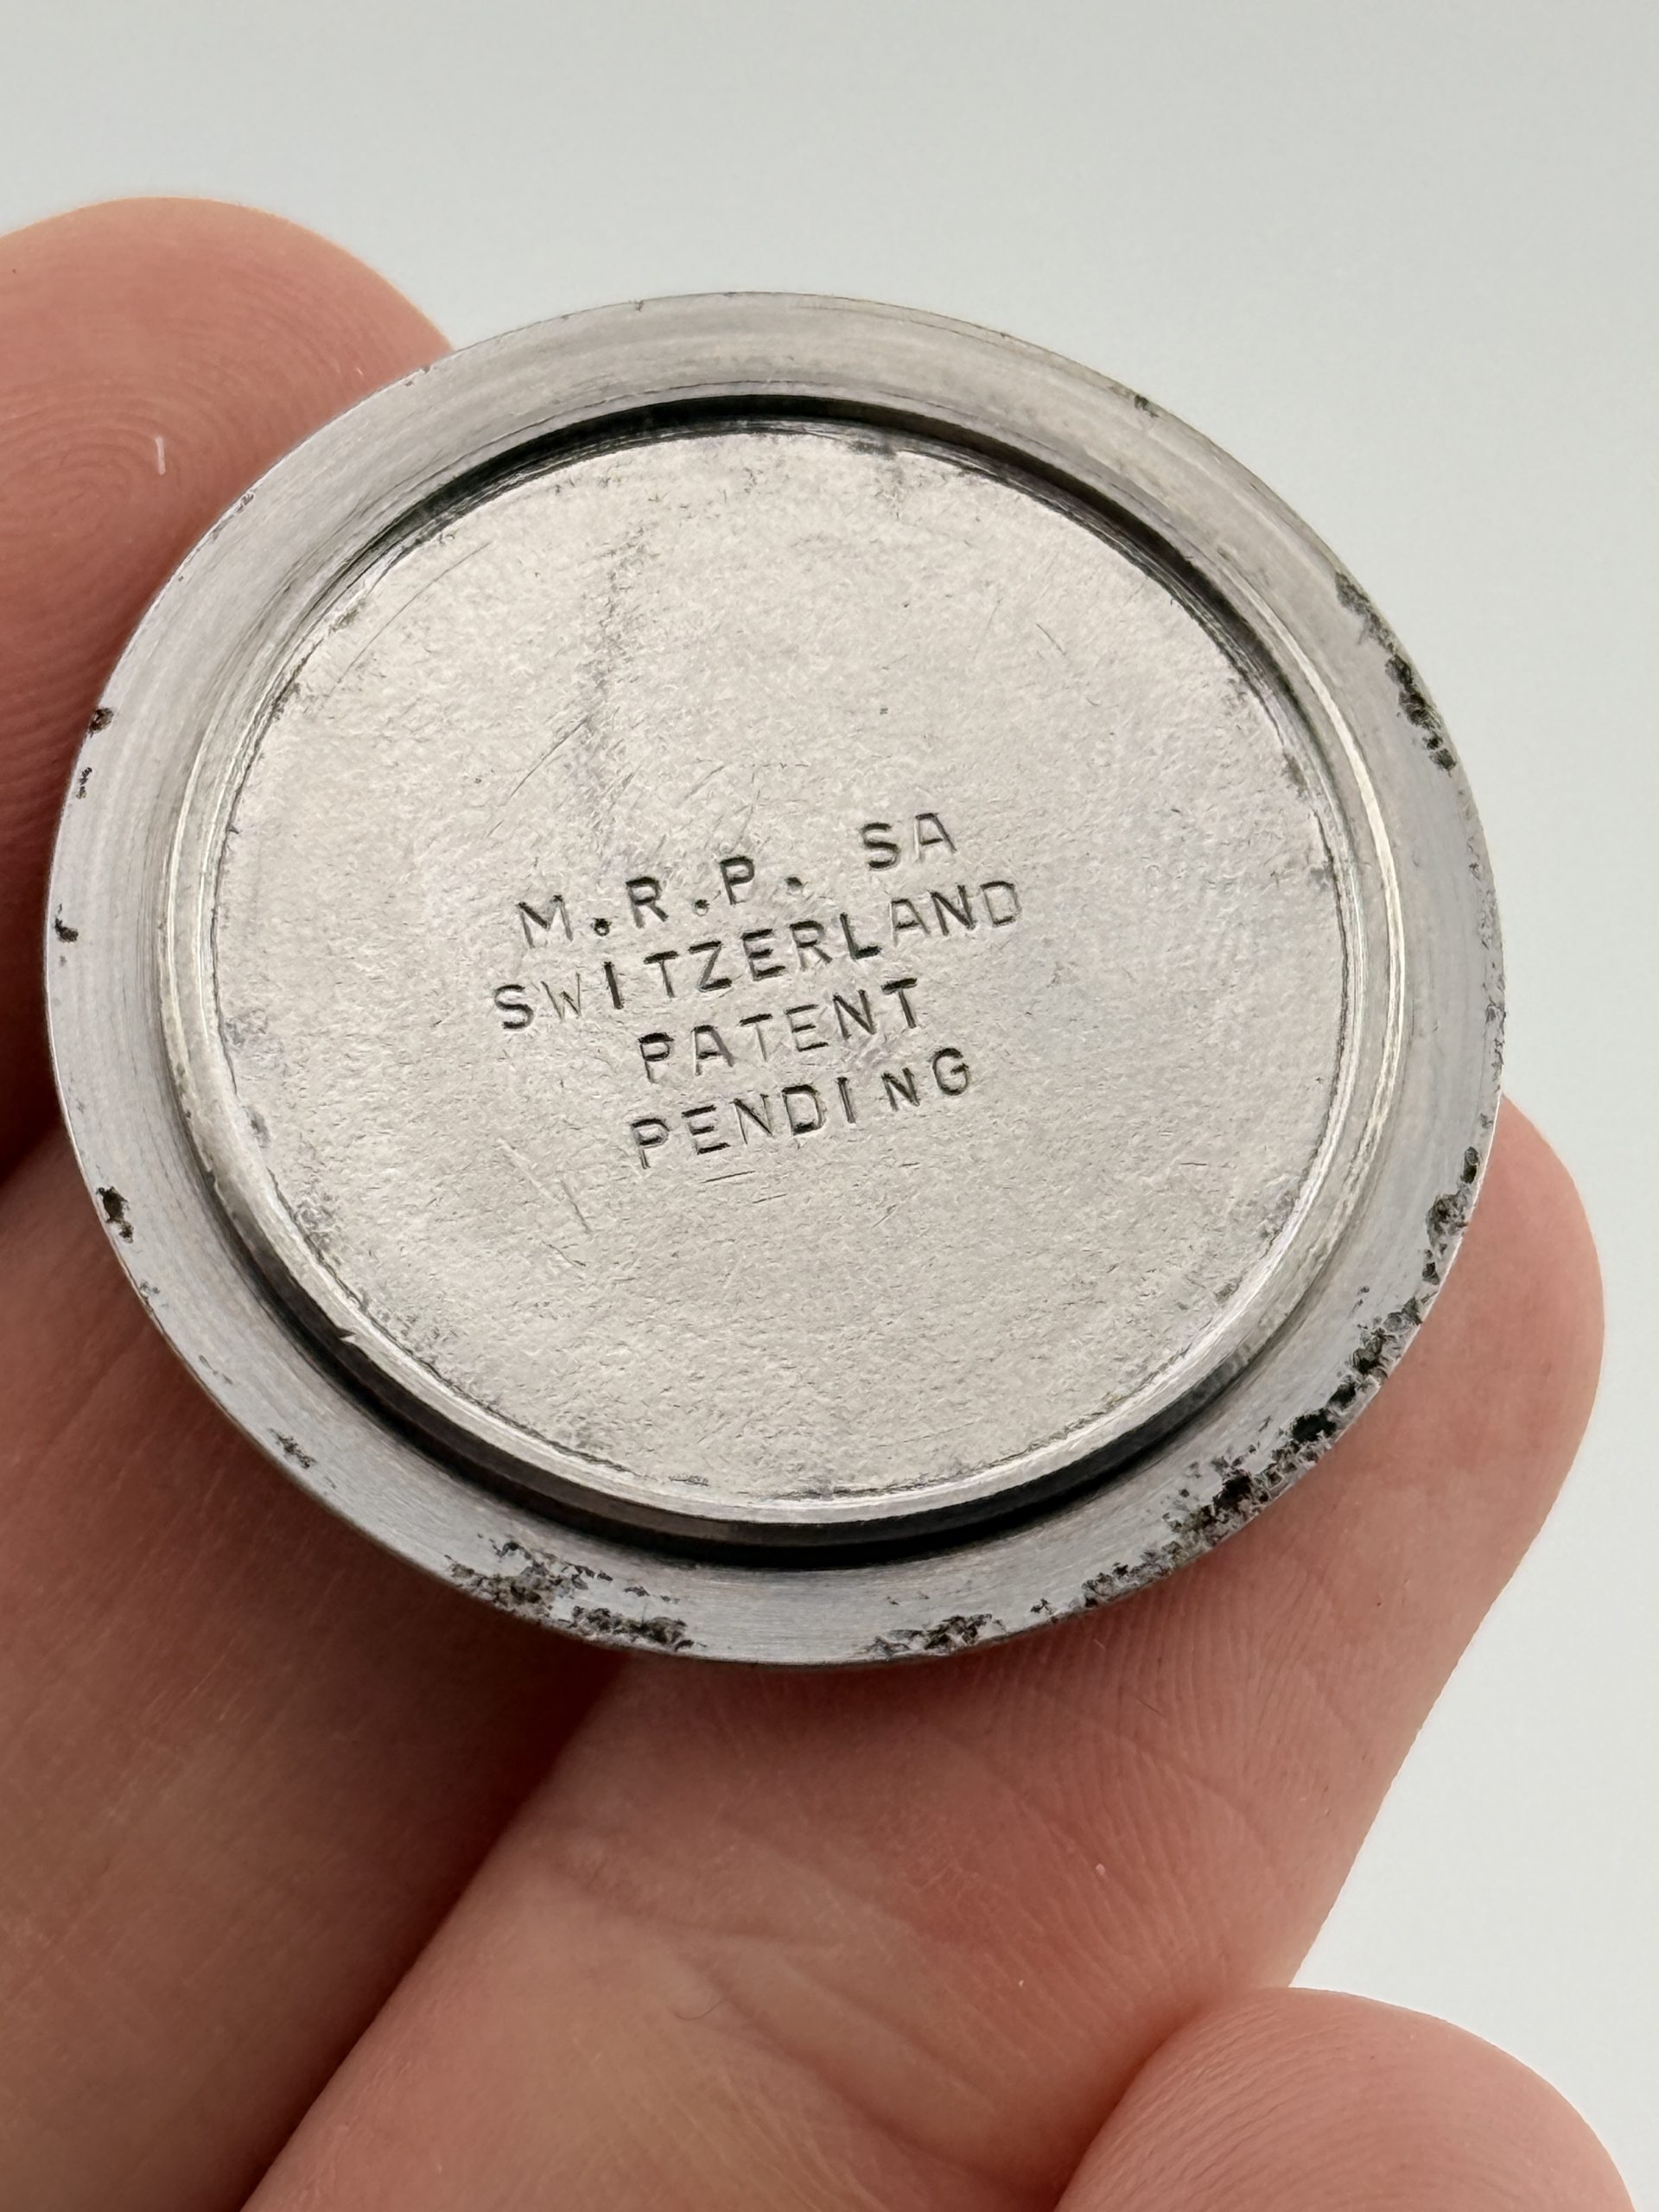 M.R.P. SA
SWITZERLAND
PATENT
PENDING